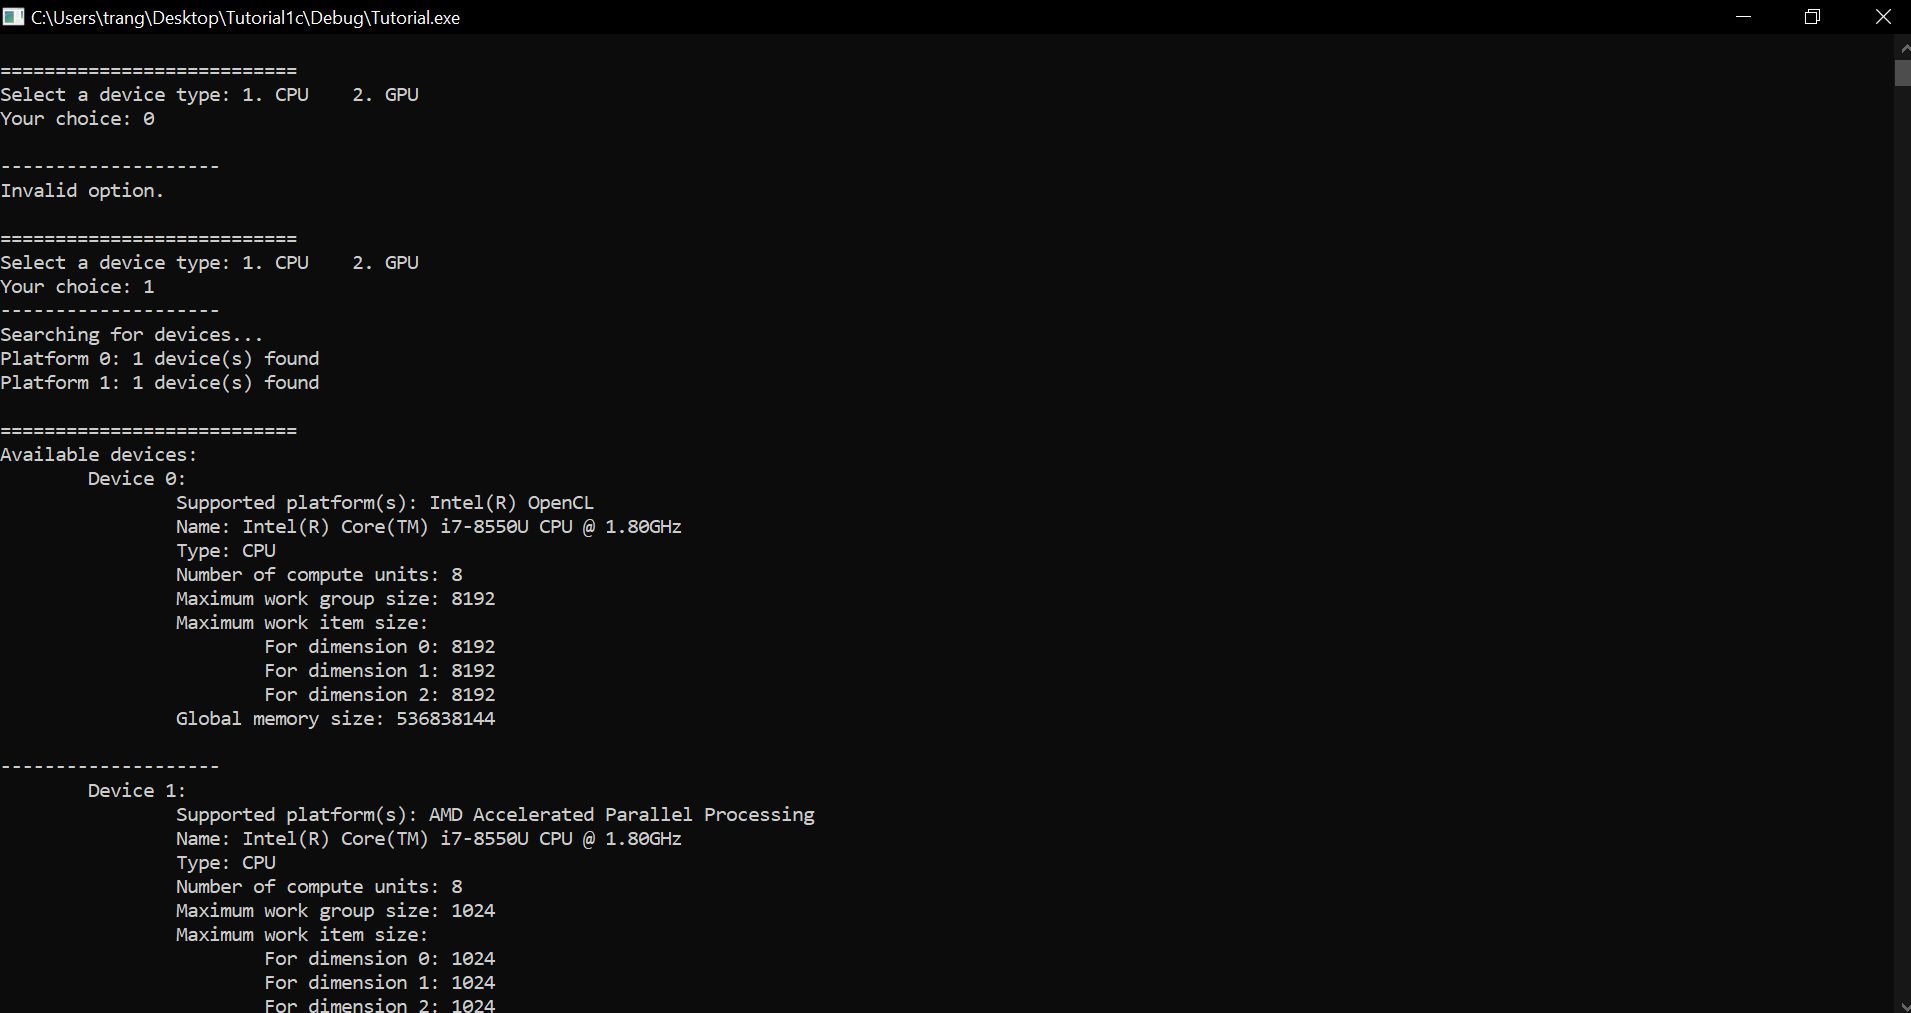 C:\Users\trang\Desktop\Tutorial1c\Debug\Tutorial.exe
===========================
Select a device type: 1. CPU    2. GPU
Your choice: 0
--------------------
Invalid option.
===========================
Select a device type: 1. CPU    2. GPU
Your choice: 1
--------------------
Searching for devices...
Platform 0: 1 device(s) found
Platform 1: 1 device(s) found
===========================
Available devices:
Device 0:
Supported platform(s): Intel(R) OpenCL
Name: Intel(R) Core(TM) i7-8550U CPU @ 1.80GHz
Type: CPU
Number of compute units: 8
Maximum work group size: 8192
Maximum work item size:
For dimension 0: 8192
For dimension 1: 8192
For dimension 2: 8192
Global memory size: 536838144
--------------------
Device 1:
Supported platform(s): AMD Accelerated Parallel Processing
Name: Intel(R) Core(TM) i7-8550U CPU @ 1.80GHz
Type: CPU
Number of compute units: 8
Maximum work group size: 1024
Maximum work item size:
For dimension 0: 1024
For dimension 1: 1024
For dimension 2: 1024